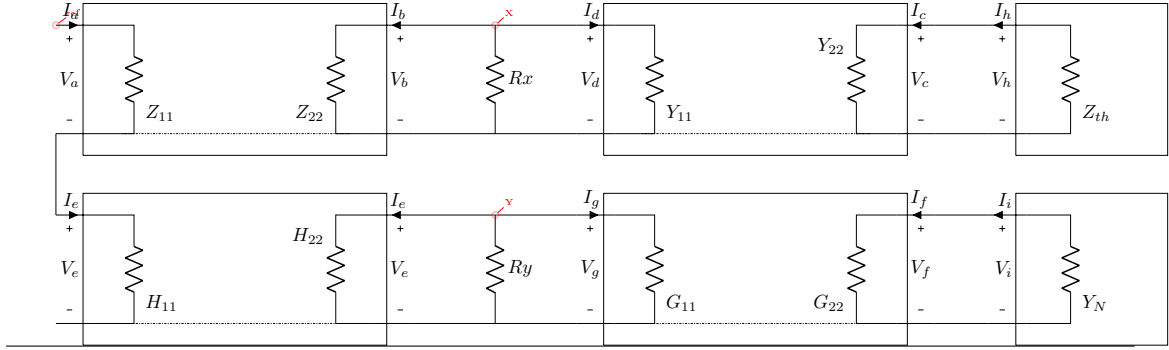 I_a I_b X I_d I_c I_h
+ + + + +
V_a V_b Rx V_d Y_22 V_c V_h
- - - - -
Z_11 Z_22 Y_11 Z_th
I_e I_e Y I_g I_f I_i
+ + + + +
V_e H_22 V_e Ry V_g V_f V_i
- - - - -
H_11 G_11 G_22 Y_N